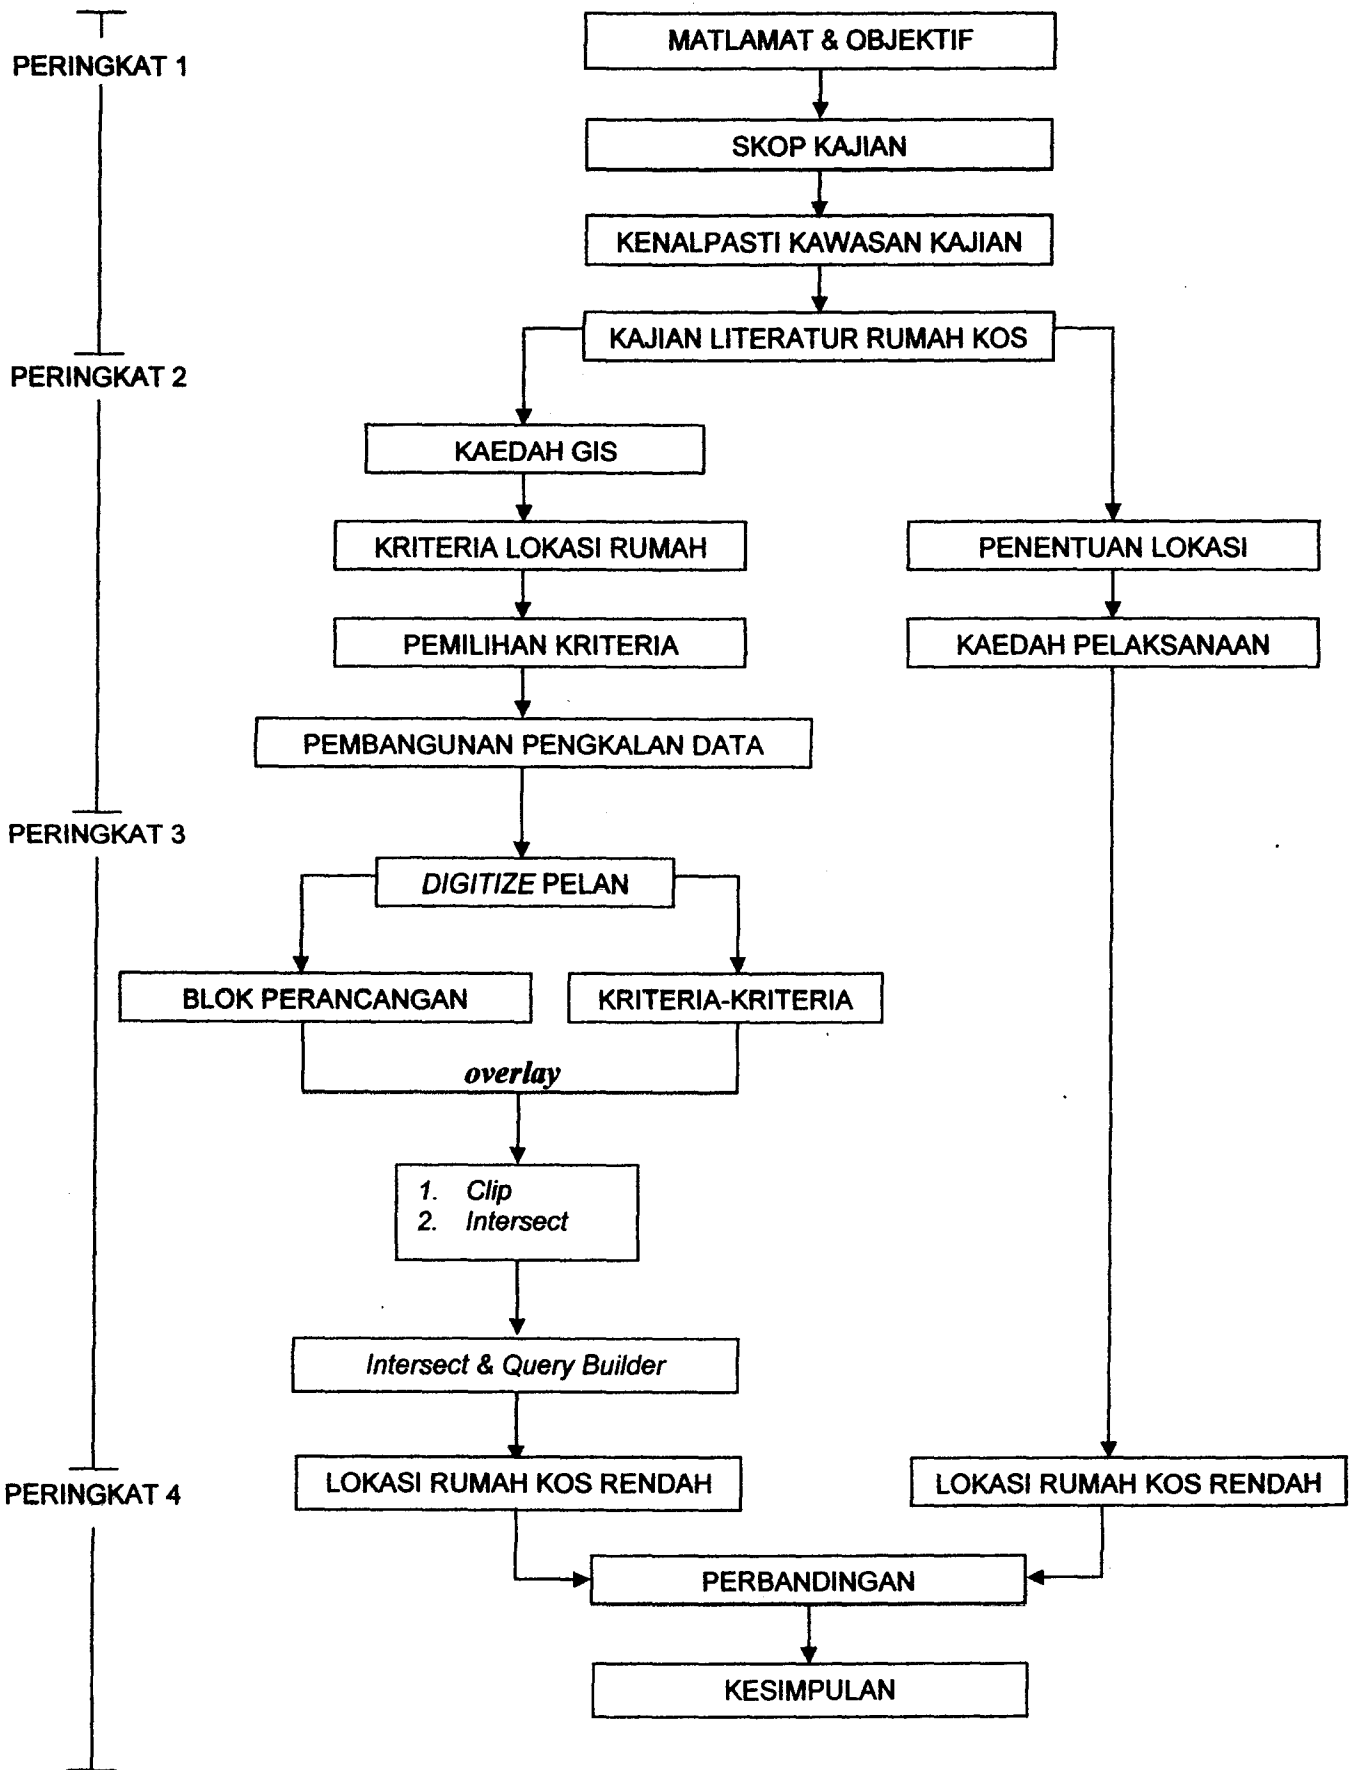 MATLAMAT & OBJEKTIF
PERINGKAT 1
SKOP KAJIAN
KENALPASTI KAWASAN KAJIAN
KAJIAN LITERATUR RUMAH KOS
PERINGKAT 2
KAEDAH GIS
KRITERIA LOKASI RUMAH
PENENTUAN LOKASI
PEMILIHAN KRITERIA
KAEDAH PELAKSANAAN
PEMBANGUNAN PENGKALAN DATA
PERINGKAT 3
DIGITIZE PELAN
BLOK PERANCANGAN
KRITERIA-KRITERIA
overlay
1. Clip
2. Intersect
Intersect & Query Builder
LOKASI RUMAH KOS RENDAH
LOKASI RUMAH KOS RENDAH
PERINGKAT 4
PERBANDINGAN
KESIMPULAN